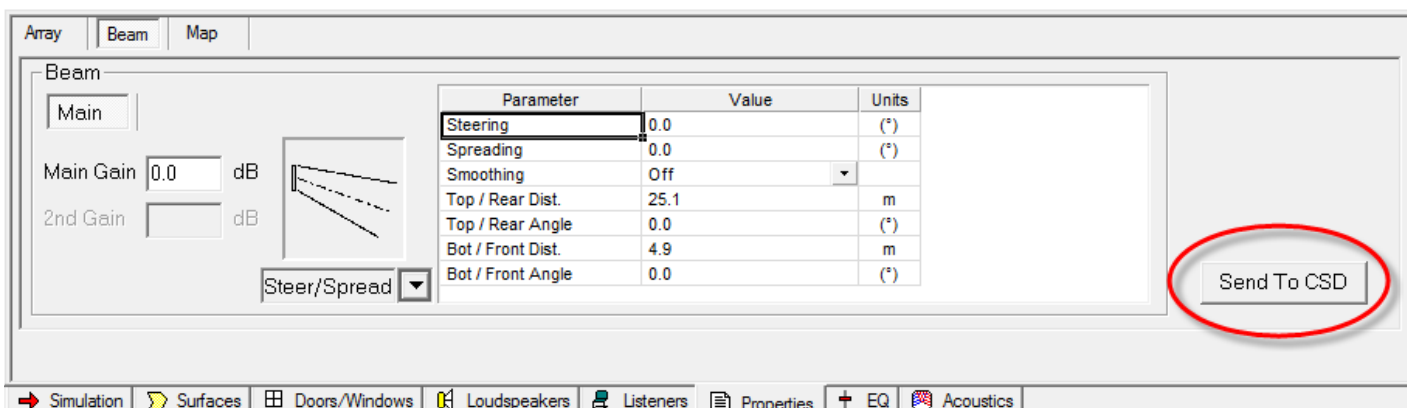 Array Beam Map
Beam
Main
Parameter Value Units
Steering 0.0 (°)
Spreading 0.0 (°)
Main Gain 0.0 dB
Smoothing Off
Top / Rear Dist. 25.1 m
2nd Gain dB
Top / Rear Angle 0.0 (°)
Bot / Front Dist. 4.9 m
Bot / Front Angle 0.0 (°)
Steer/Spread
Send To CSD
Simulation Surfaces Doors/Windows Loudspeakers Listeners Properties EQ Acoustics